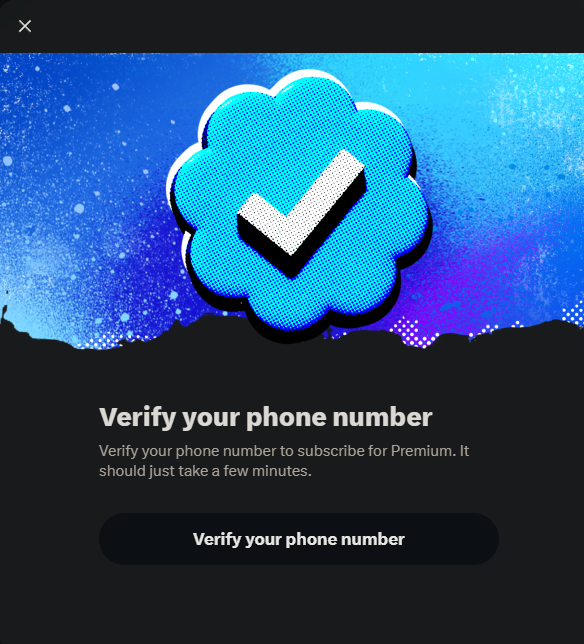 Verify your phone number
Verify your phone number to subscribe for Premium. It
should just take a few minutes.
Verify your phone number